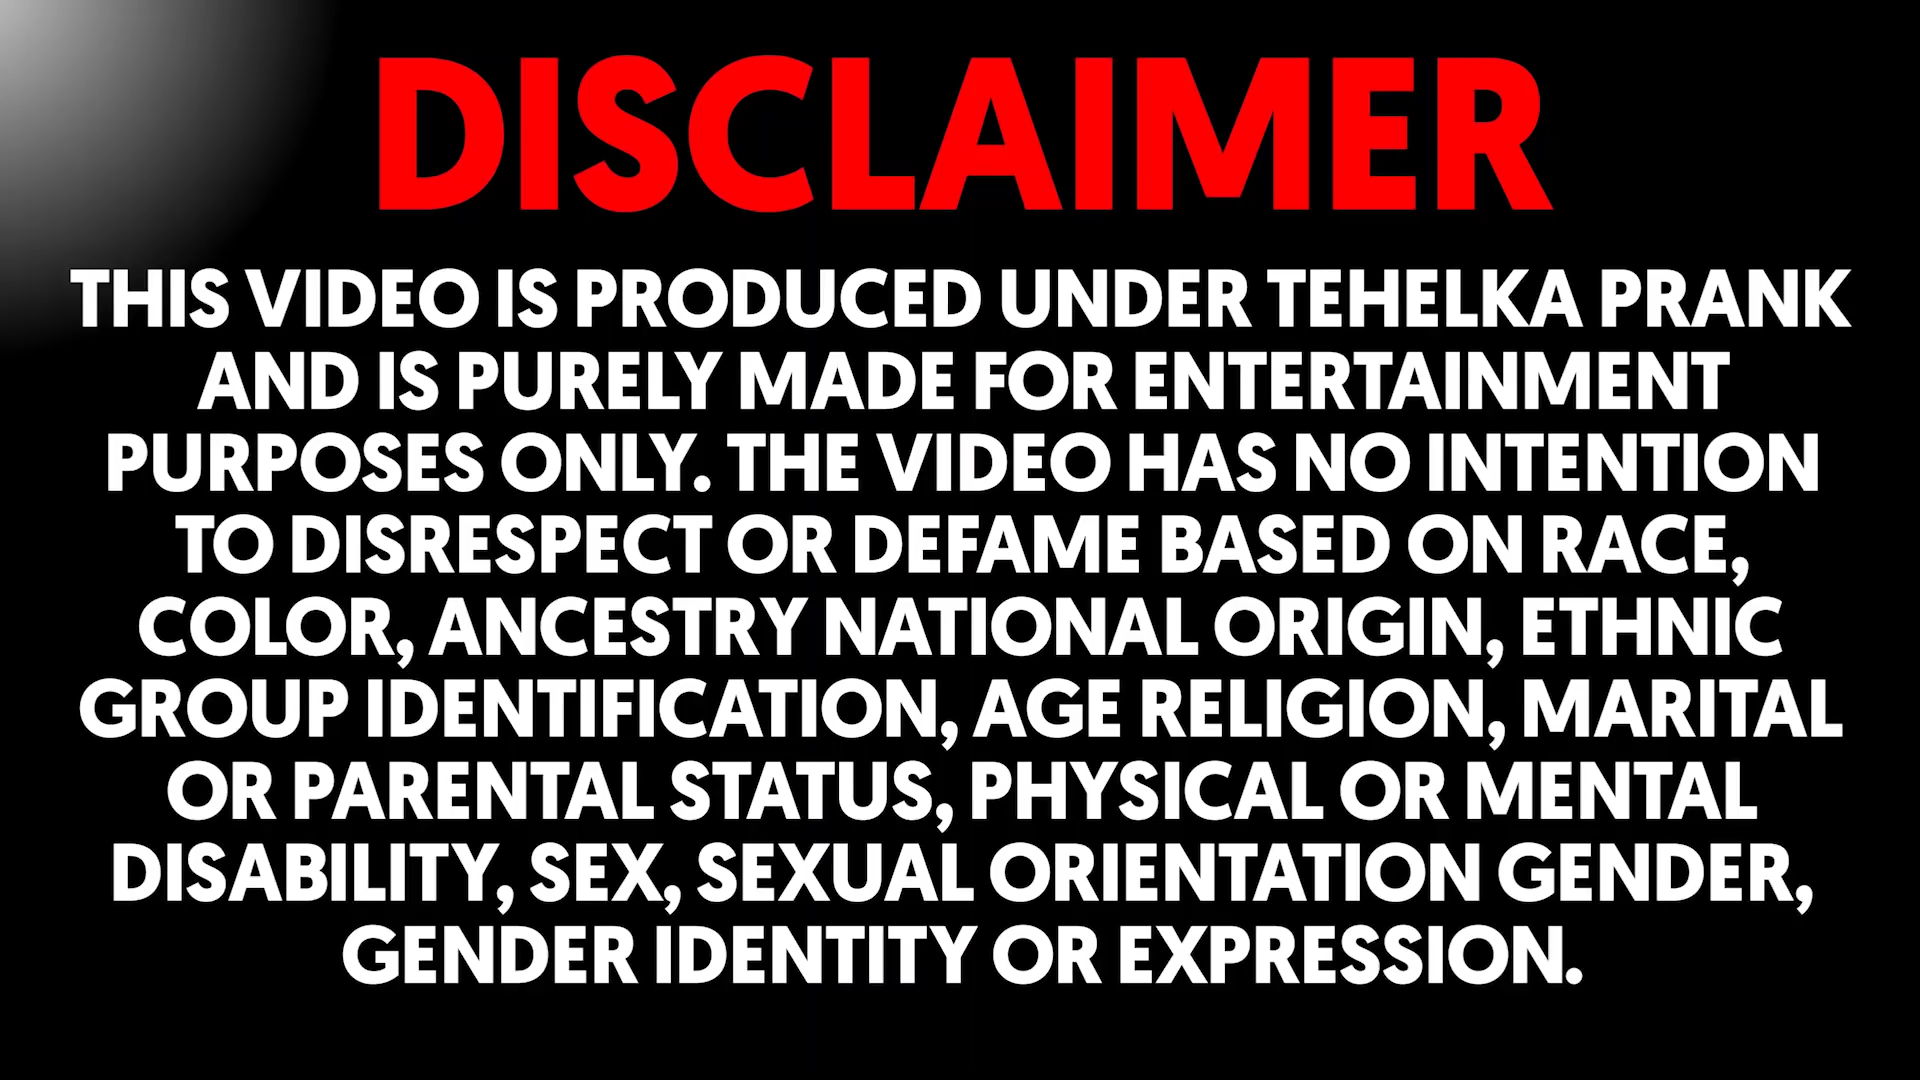 DISCLAIMER
THIS VIDEO IS PRODUCED UNDER TEHELKA PRANK
AND IS PURELY MADE FOR ENTERTAINMENT
PURPOSES ONLY. THE VIDEO HAS NO INTENTION
TO DISRESPECT OR DEFAME BASED ON RACE,
COLOR, ANCESTRY NATIONAL ORIGIN, ETHNIC
GROUP IDENTIFICATION, AGE RELIGION, MARITAL
OR PARENTAL STATUS, PHYSICAL OR MENTAL
DISABILITY, SEX, SEXUAL ORIENTATION GENDER,
GENDER IDENTITY OR EXPRESSION.